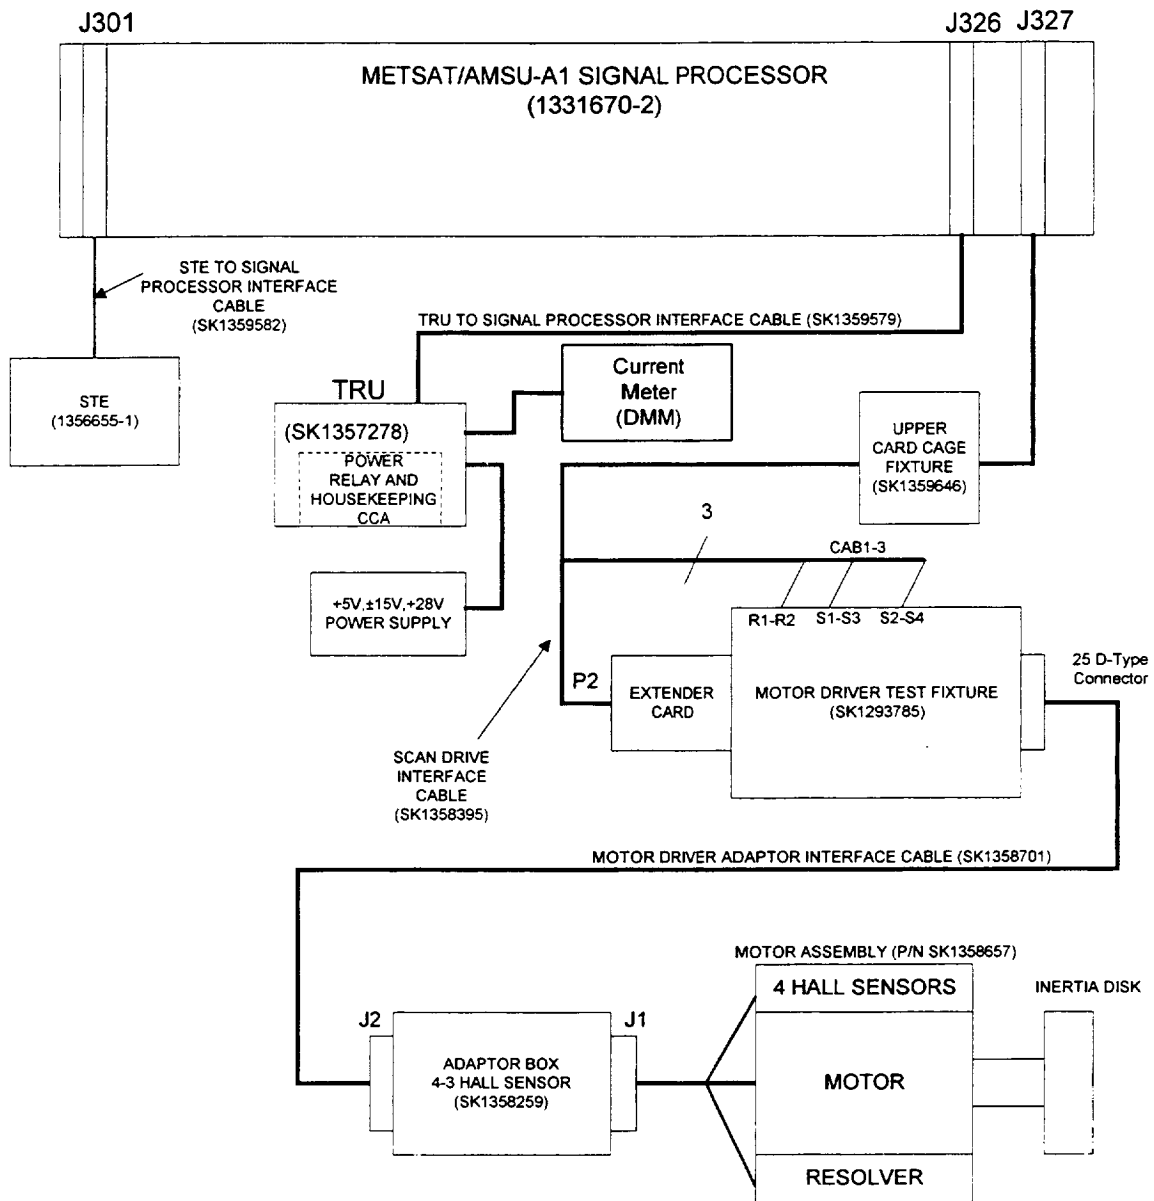 J301
J326
J327
METSAT/AMSU-A1 SIGNAL PROCESSOR
(1331670-2)
STE TO SIGNAL
PROCESSOR INTERFACE
CABLE
(SK1359582)
TRU TO SIGNAL PROCESSOR INTERFACE CABLE (SK1359579)
STE
(1356655-1)
TRU
(SK1357278)
POWER
RELAY AND
HOUSEKEEPING
CCA
Current
Meter
(DMM)
UPPER
CARD CAGE
FIXTURE
(SK1359646)
3
CAB1-3
+5V,±15V,+28V
POWER SUPPLY
R1-R2
S1-S3
S2-S4
P2
EXTENDER
CARD
MOTOR DRIVER TEST FIXTURE
(SK1293785)
25 D-Type
Connector
SCAN DRIVE
INTERFACE
CABLE
(SK1358395)
MOTOR DRIVER ADAPTOR INTERFACE CABLE (SK1358701)
MOTOR ASSEMBLY (P/N SK1358657)
4 HALL SENSORS
INERTIA DISK
J2
J1
ADAPTOR BOX
4-3 HALL SENSOR
(SK1358259)
MOTOR
RESOLVER